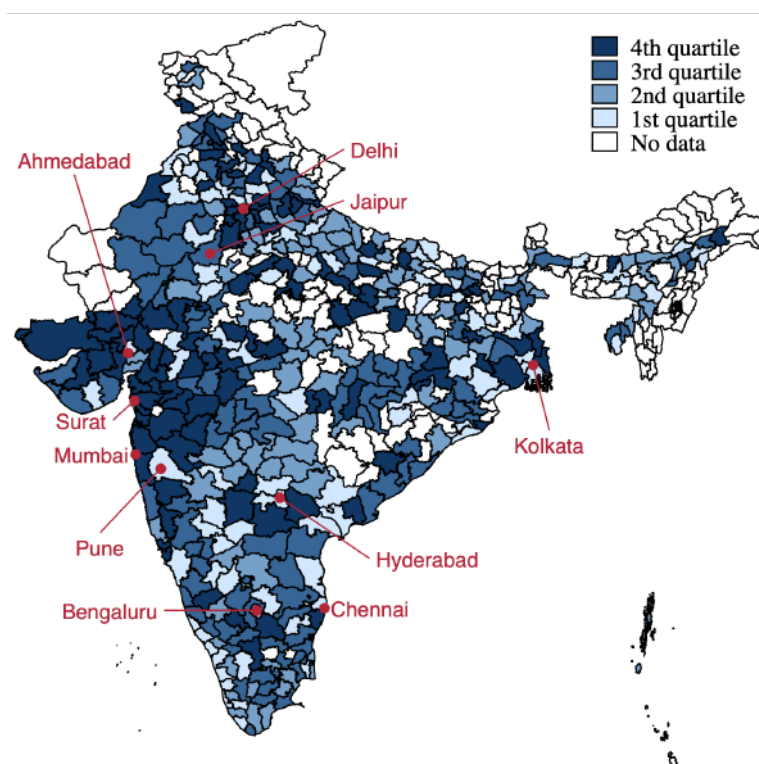 4th quartile
3rd quartile
2nd quartile
1st quartile
No data
Delhi
Ahmedabad
Jaipur
Surat
Mumbai
Kolkata
Pune
Hyderabad
Bengaluru
Chennai